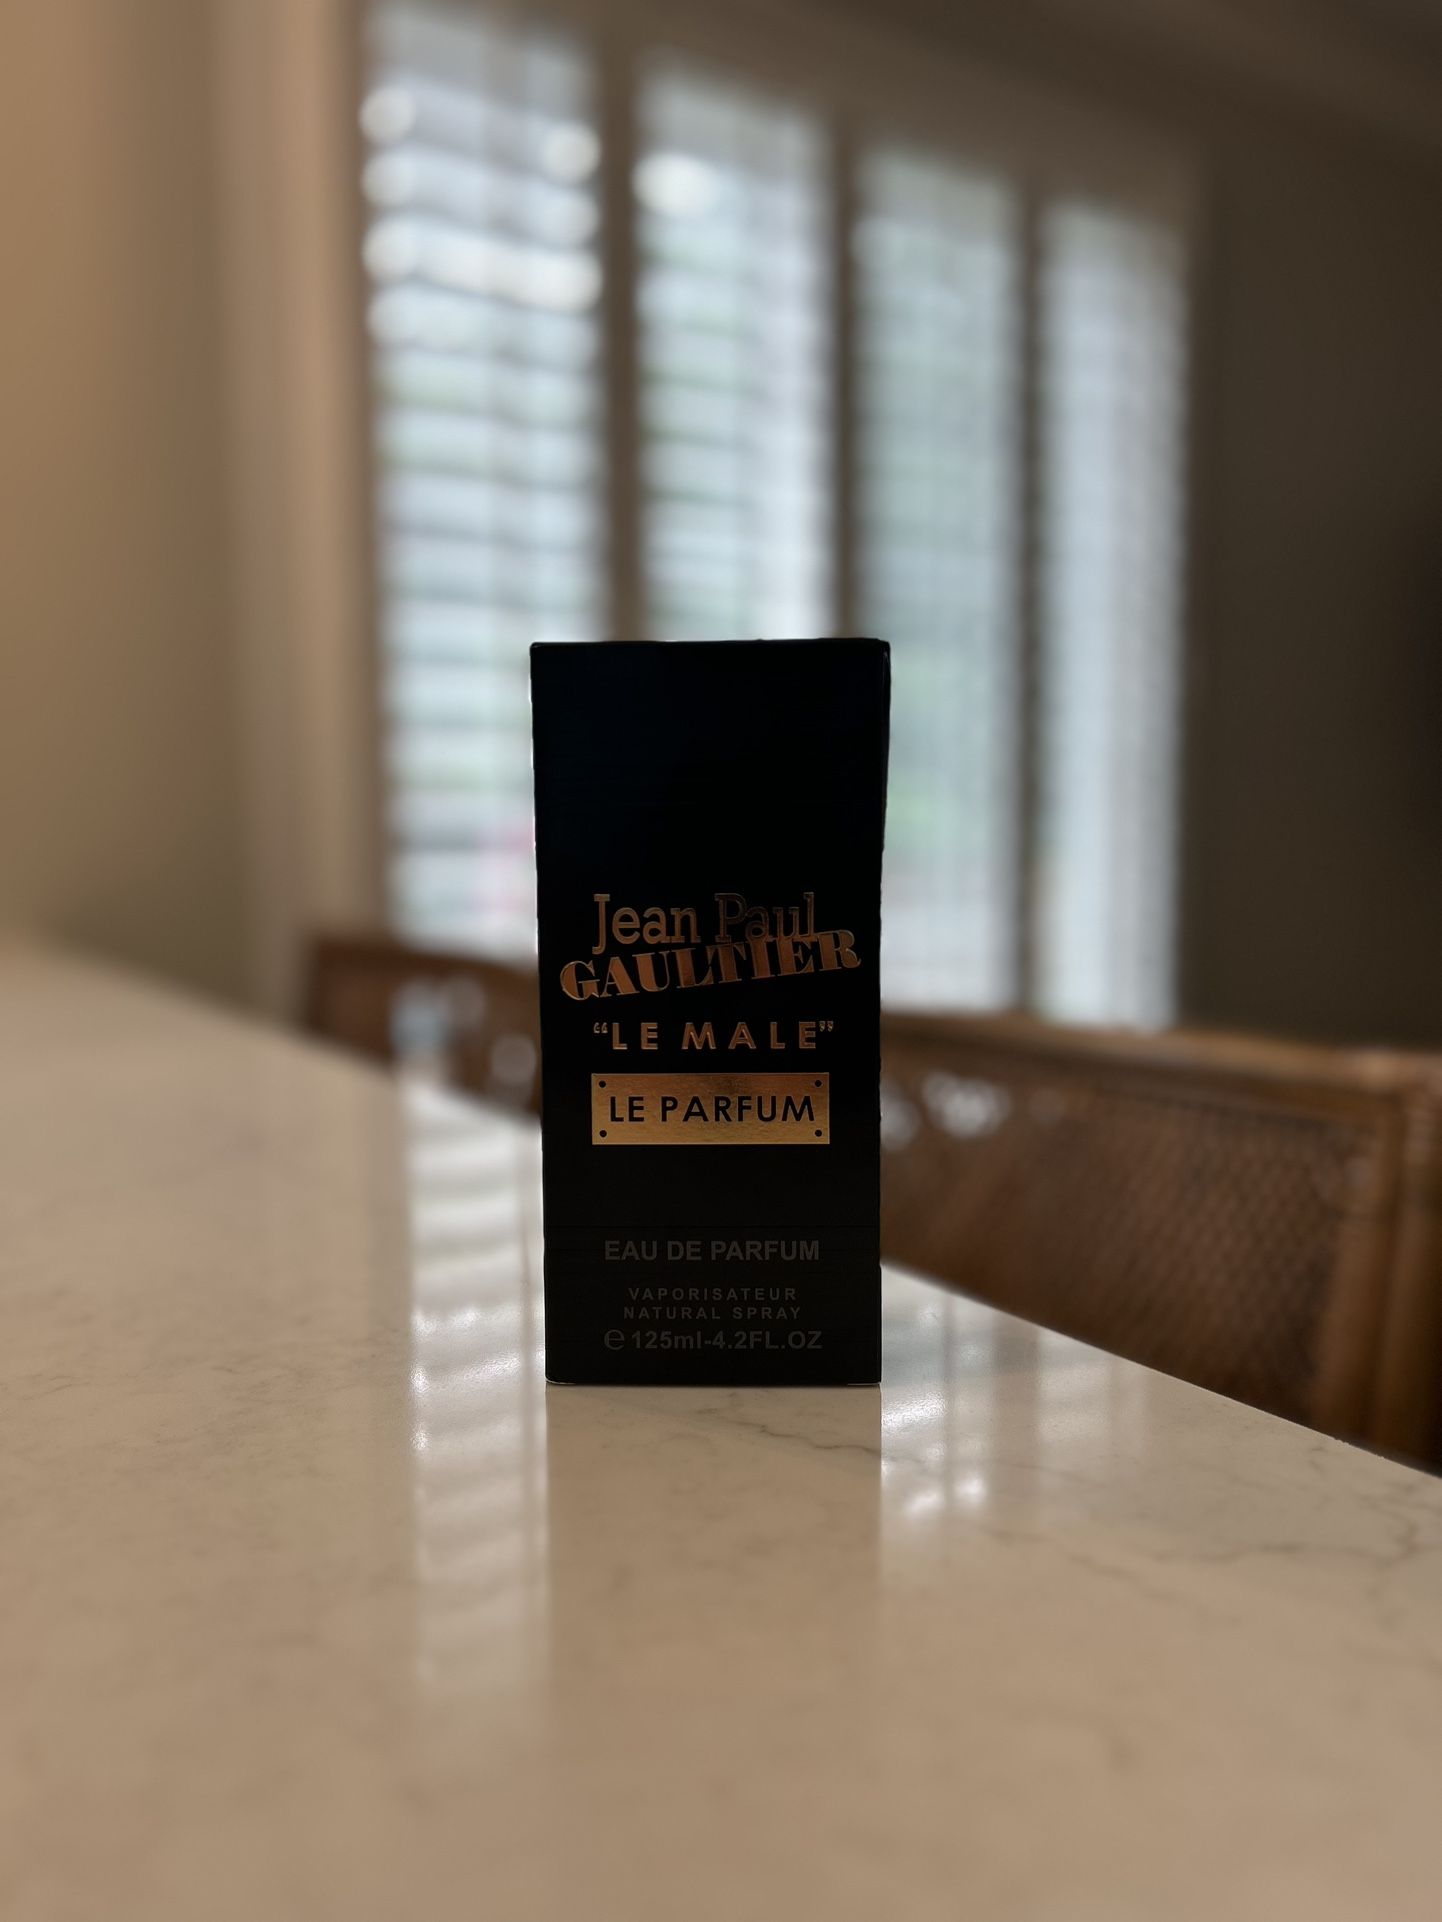 Jean Paul
GAULTIER
“LE MALE”
LE PARFUM
EAU DE PARFUM
VAPORISATEUR
NATURAL SPRAY
℮ 125ml-4.2FL.OZ